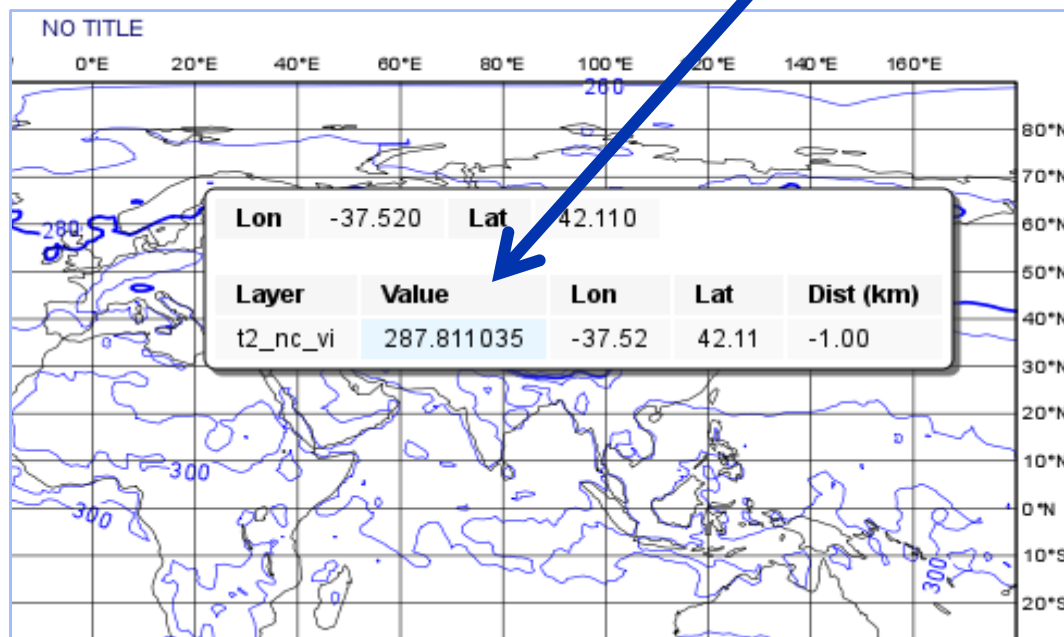 NO TITLE
0°E 20°E 40°E 60°E 80°E 100°E 120°E 140°E 160°E
260
80°N
70°N
Lon -37.520 Lat 42.110
280
60°N
50°N
Layer Value Lon Lat Dist (km)
40°N
t2_nc_vi 287.811035 -37.52 42.11 -1.00
30°N
20°N
300
10°N
300
0°N
10°S
300
20°S